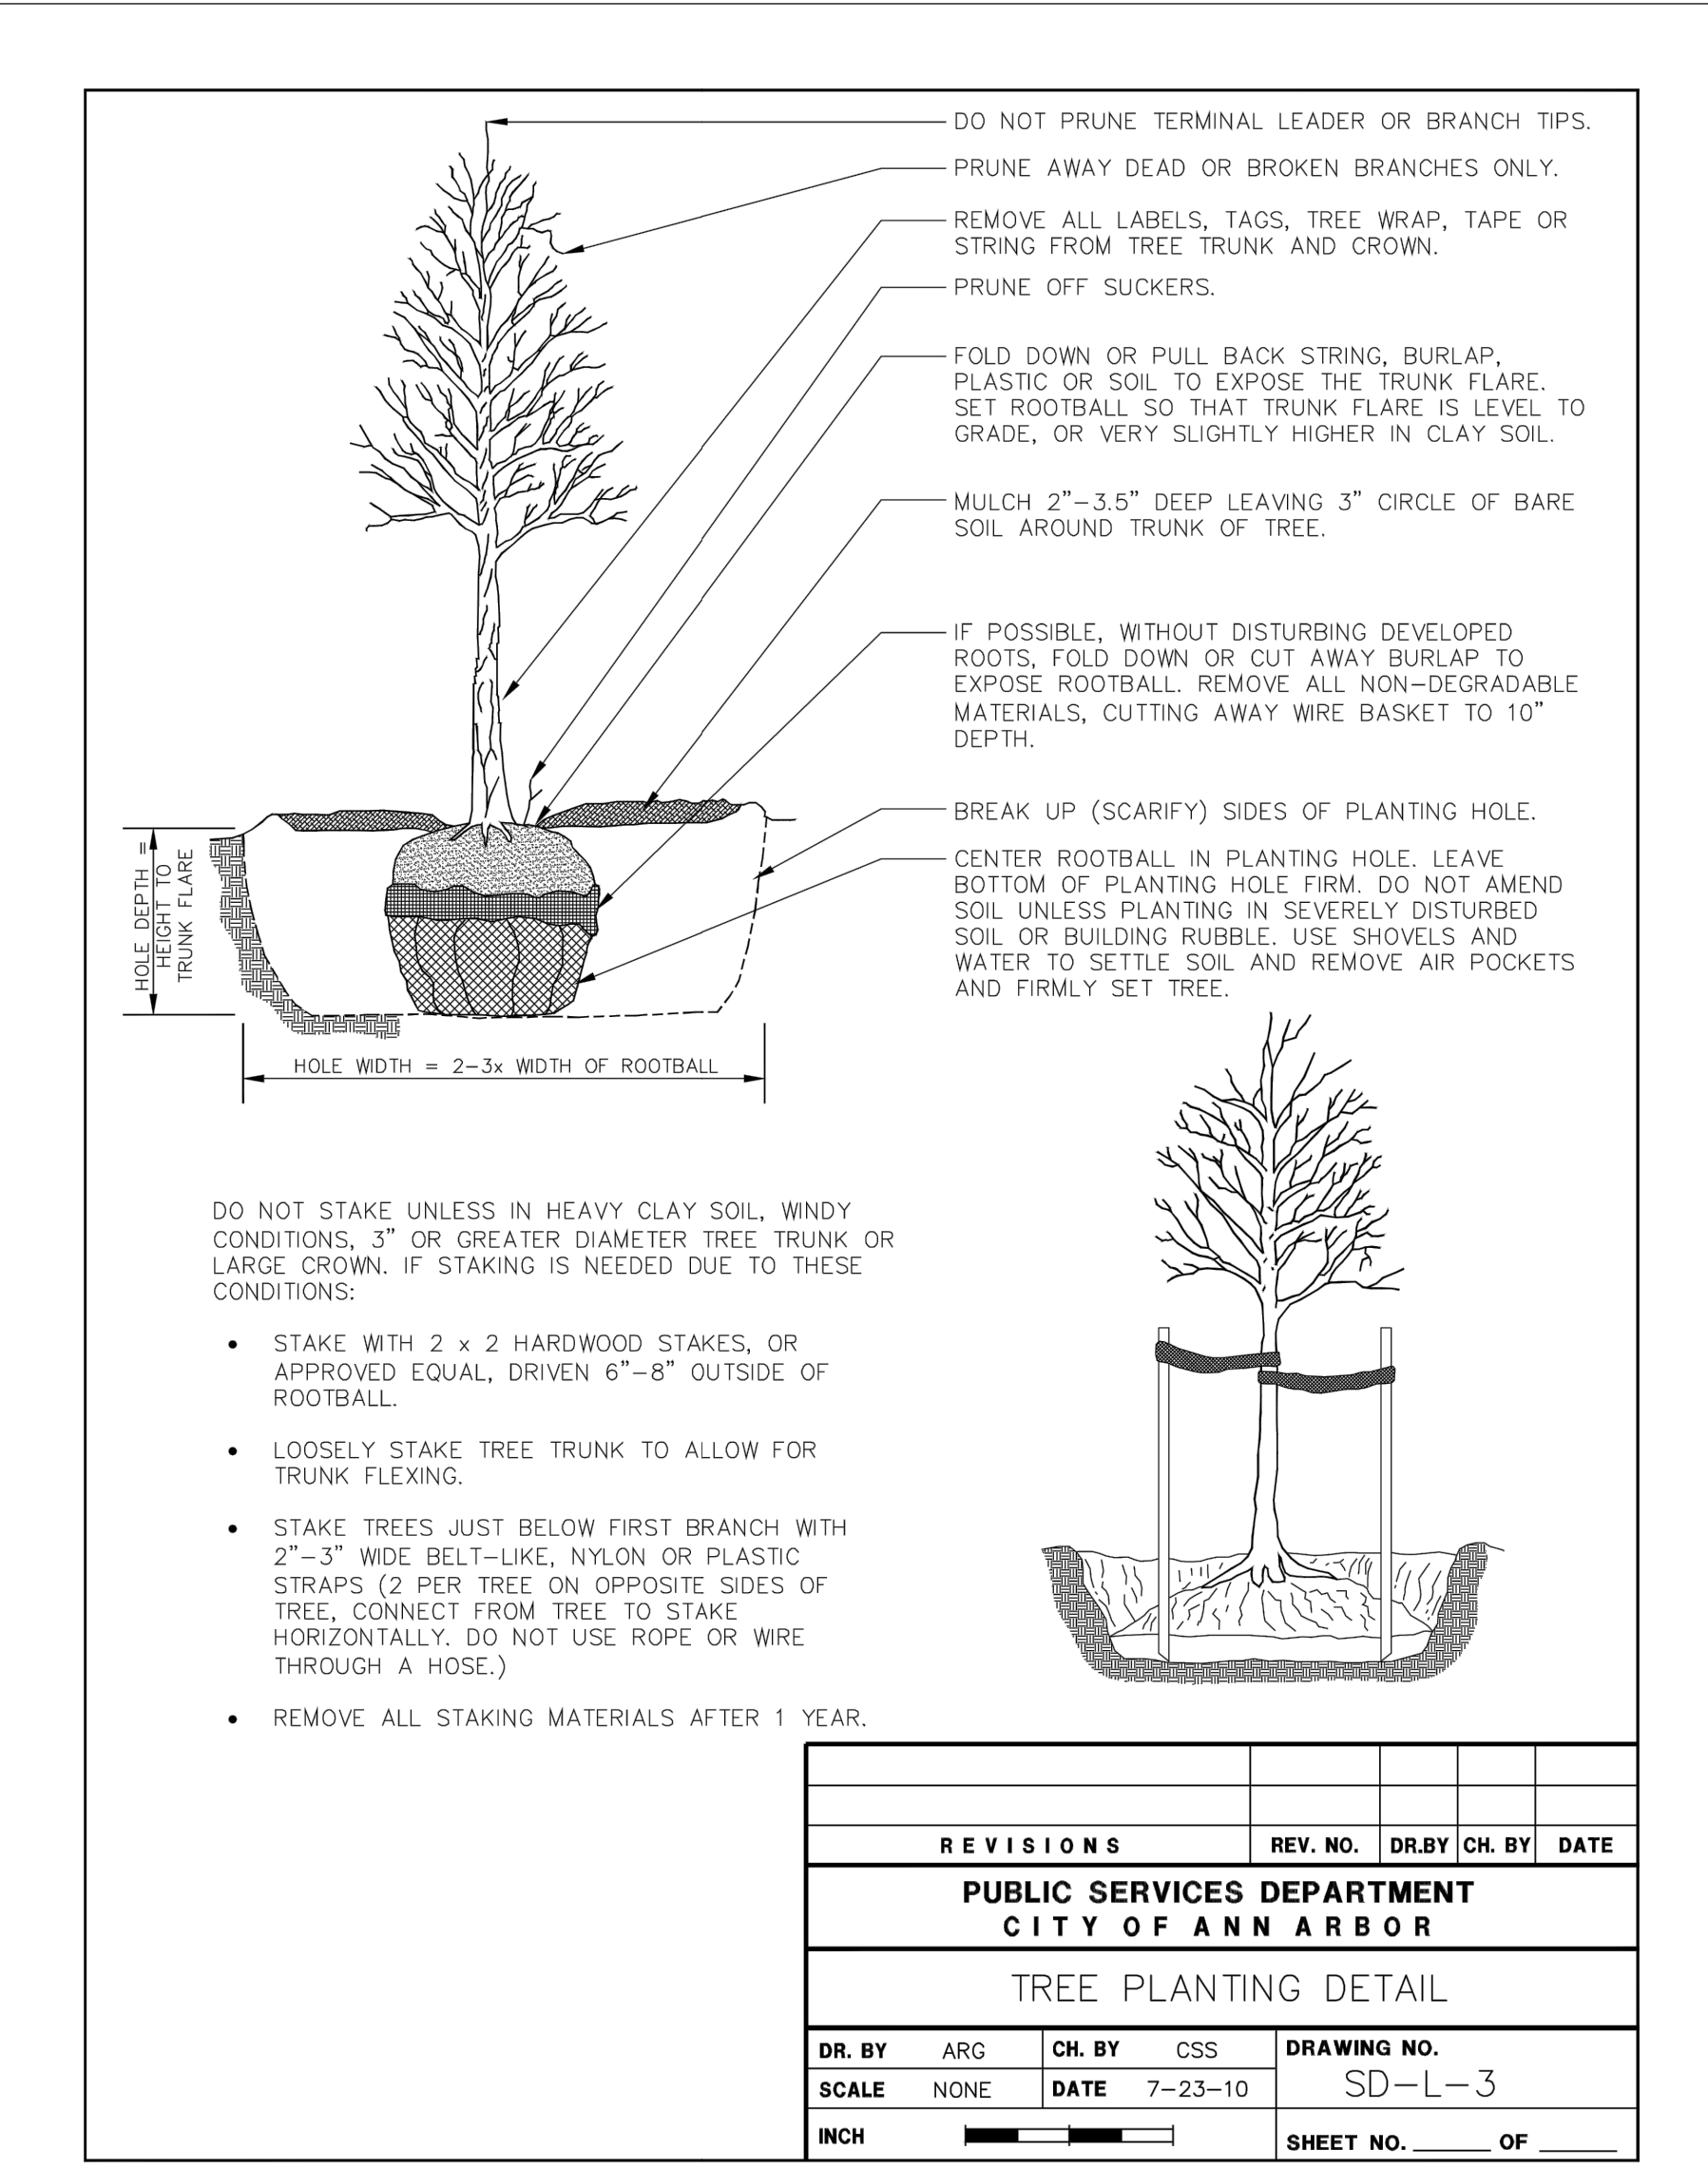 DO NOT PRUNE TERMINAL LEADER OR BRANCH TIPS.
PRUNE AWAY DEAD OR BROKEN BRANCHES ONLY.
REMOVE ALL LABELS, TAGS, TREE WRAP, TAPE OR
STRING FROM TREE TRUNK AND CROWN.
PRUNE OFF SUCKERS.
FOLD DOWN OR PULL BACK STRING, BURLAP,
PLASTIC OR SOIL TO EXPOSE THE TRUNK FLARE.
SET ROOTBALL SO THAT TRUNK FLARE IS LEVEL TO
GRADE, OR VERY SLIGHTLY HIGHER IN CLAY SOIL.
MULCH 2"-3.5" DEEP LEAVING 3" CIRCLE OF BARE
SOIL AROUND TRUNK OF TREE.
IF POSSIBLE, WITHOUT DISTURBING DEVELOPED
ROOTS, FOLD DOWN OR CUT AWAY BURLAP TO
EXPOSE ROOTBALL. REMOVE ALL NON-DEGRADABLE
MATERIALS, CUTTING AWAY WIRE BASKET TO 10"
DEPTH.
BREAK UP (SCARIFY) SIDES OF PLANTING HOLE.
CENTER ROOTBALL IN PLANTING HOLE. LEAVE
BOTTOM OF PLANTING HOLE FIRM. DO NOT AMEND
SOIL UNLESS PLANTING IN SEVERELY DISTURBED
SOIL OR BUILDING RUBBLE. USE SHOVELS AND
WATER TO SETTLE SOIL AND REMOVE AIR POCKETS
AND FIRMLY SET TREE.
HOLE DEPTH =
HEIGHT TO
TRUNK FLARE
HOLE WIDTH = 2-3x WIDTH OF ROOTBALL
DO NOT STAKE UNLESS IN HEAVY CLAY SOIL, WINDY
CONDITIONS, 3" OR GREATER DIAMETER TREE TRUNK OR
LARGE CROWN. IF STAKING IS NEEDED DUE TO THESE
CONDITIONS:
• STAKE WITH 2 x 2 HARDWOOD STAKES, OR
APPROVED EQUAL, DRIVEN 6"-8" OUTSIDE OF
ROOTBALL.
• LOOSELY STAKE TREE TRUNK TO ALLOW FOR
TRUNK FLEXING.
• STAKE TREES JUST BELOW FIRST BRANCH WITH
2"-3" WIDE BELT-LIKE, NYLON OR PLASTIC
STRAPS (2 PER TREE ON OPPOSITE SIDES OF
TREE, CONNECT FROM TREE TO STAKE
HORIZONTALLY. DO NOT USE ROPE OR WIRE
THROUGH A HOSE.)
• REMOVE ALL STAKING MATERIALS AFTER 1 YEAR.
REVISIONS REV. NO. DR.BY CH. BY DATE
PUBLIC SERVICES DEPARTMENT
CITY OF ANN ARBOR
TREE PLANTING DETAIL
DR. BY ARG CH. BY CSS DRAWING NO.
SCALE NONE DATE 7-23-10 SD-L-3
INCH SHEET NO. ______ OF ______